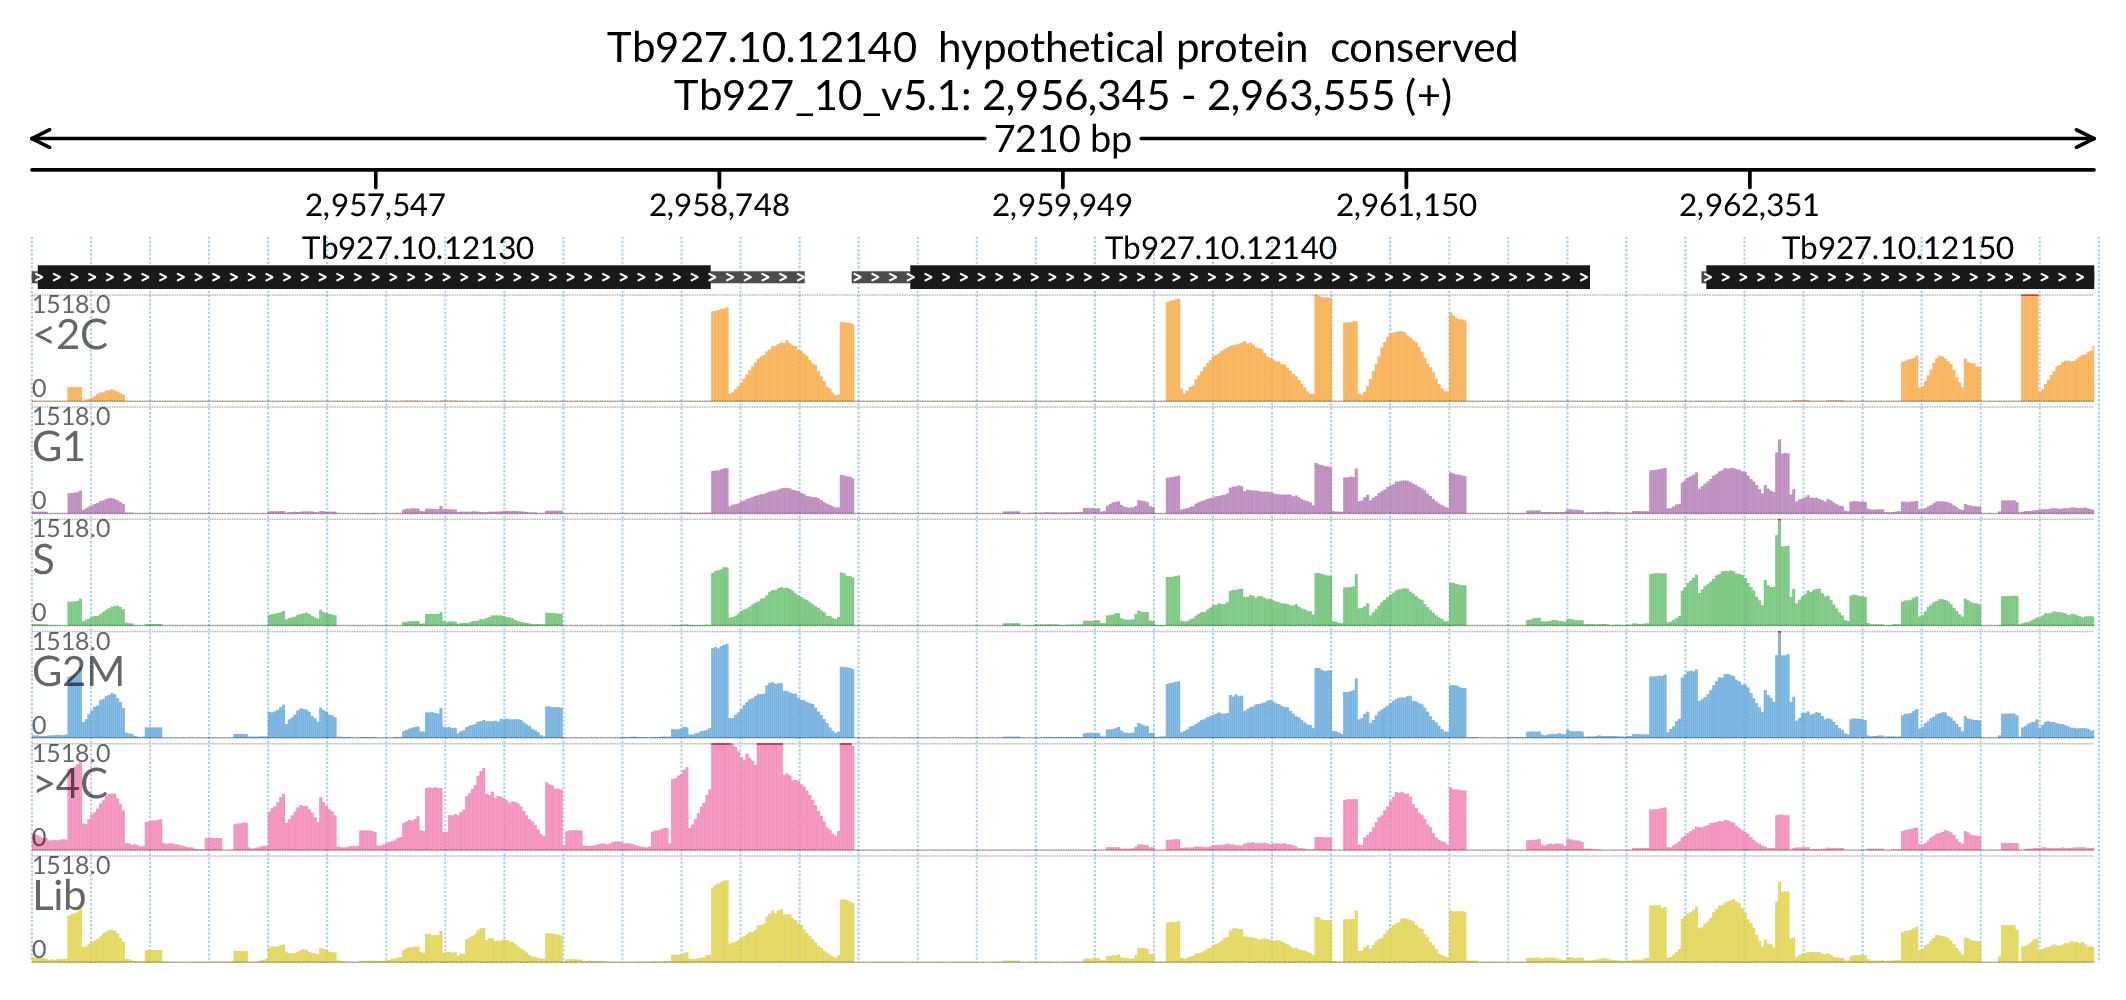 Tb927.10.12140  hypothetical protein  conserved
Tb927_10_v5.1: 2,956,345 - 2,963,555 (+)
7210 bp
2,957,547 2,958,748 2,959,949 2,961,150 2,962,351
Tb927.10.12130 Tb927.10.12140 Tb927.10.12150
1518.0
<2C
0
1518.0
G1
0
1518.0
S
0
1518.0
G2M
0
1518.0
>4C
0
1518.0
Lib
0